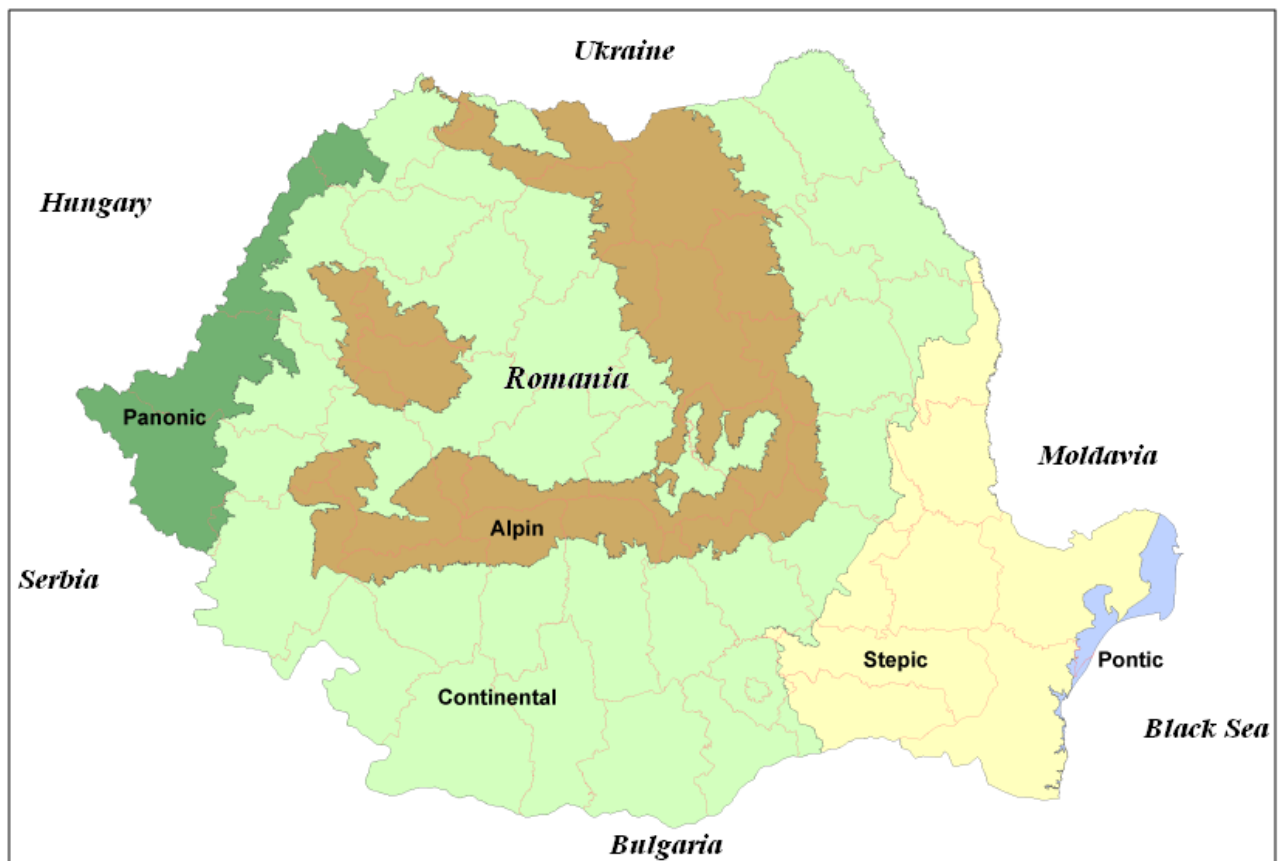 Ukraine
Hungary
Romania
Panonic
Moldavia
Alpin
Serbia
Stepic
Pontic
Continental
Black Sea
Bulgaria